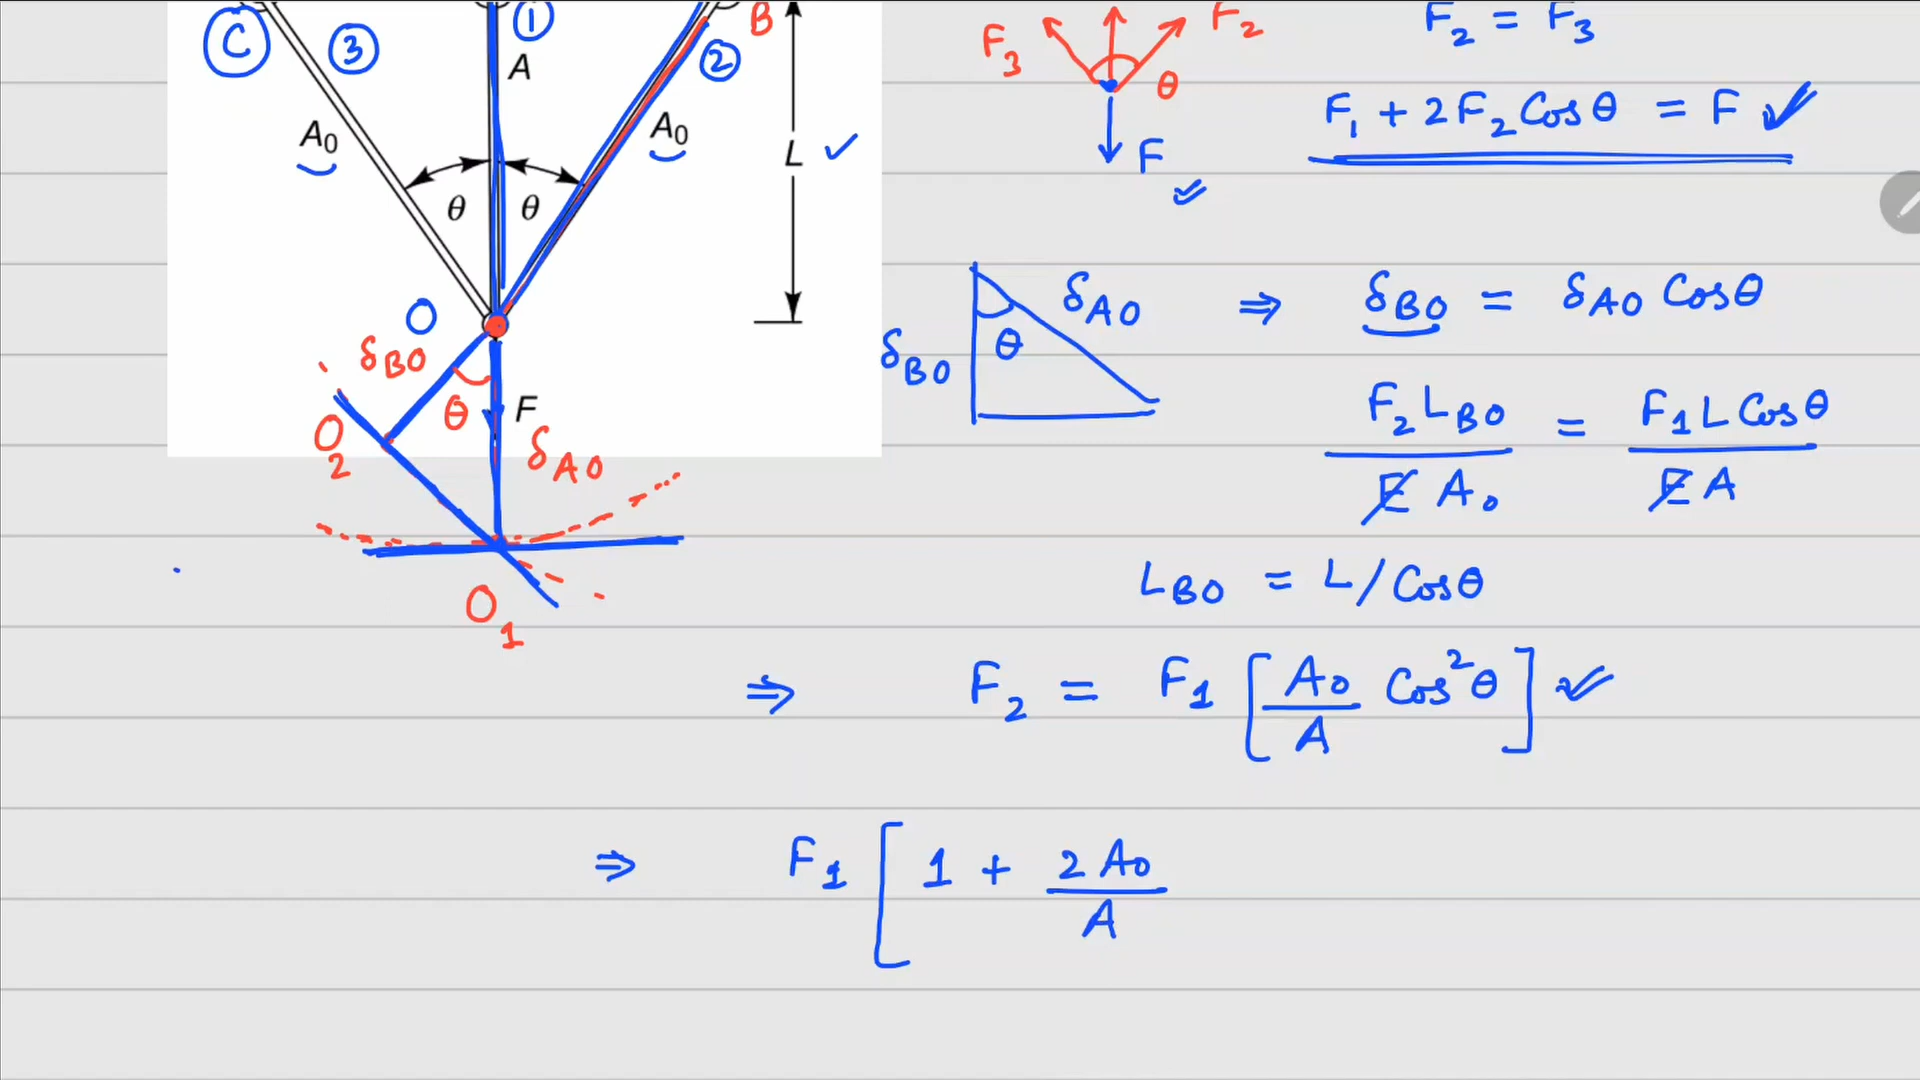 C 3 1 A 2 B
A0 A0 L
θ θ
O
δBO θ F
O2 δAO
O1
F3 F2 θ F
F2 = F3
F1 + 2F2 Cosθ = F
δBO θ δAO ⇒ δBO = δAO Cosθ
F2 LBO / E A0 = F1 L Cosθ / E A
LBO = L / Cosθ
⇒ F2 = F1 [ A0/A Cos²θ ]
⇒ F1 [ 1 + 2A0/A